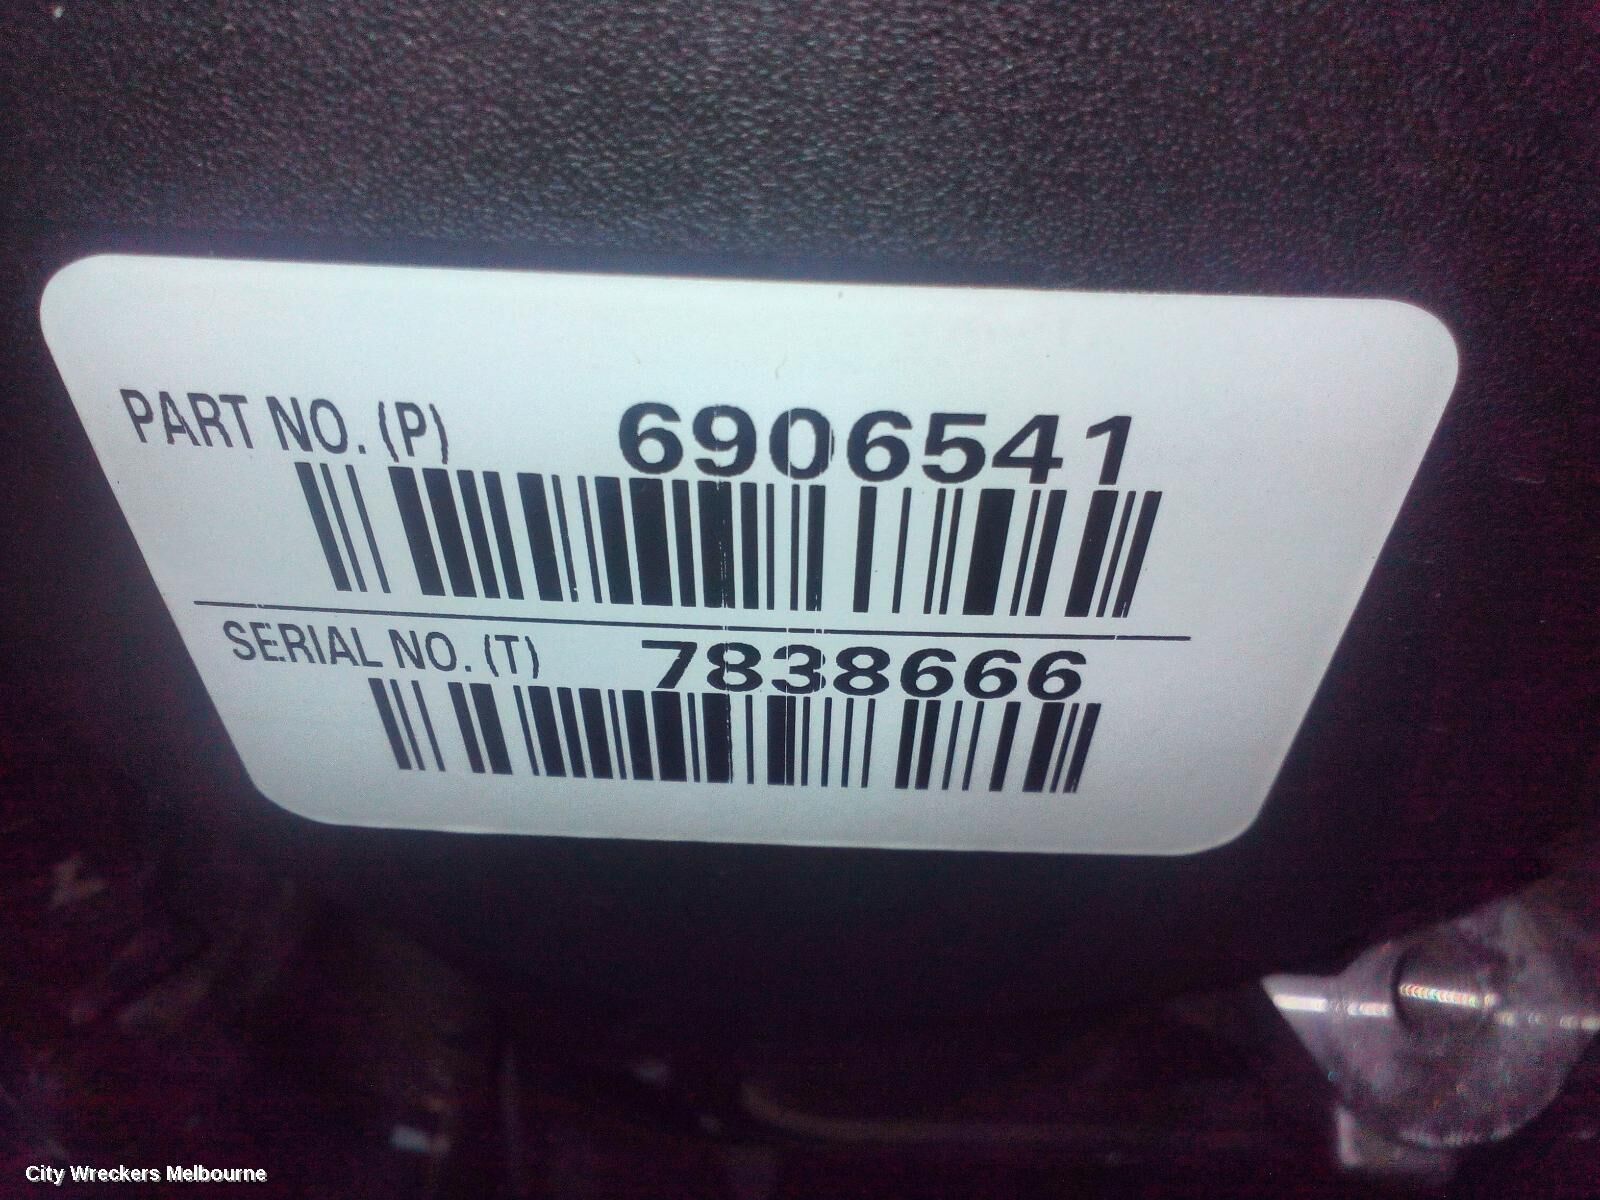 PART NO. (P) 6906541
SERIAL NO. (T) 7838666
City Wreckers Melbourne